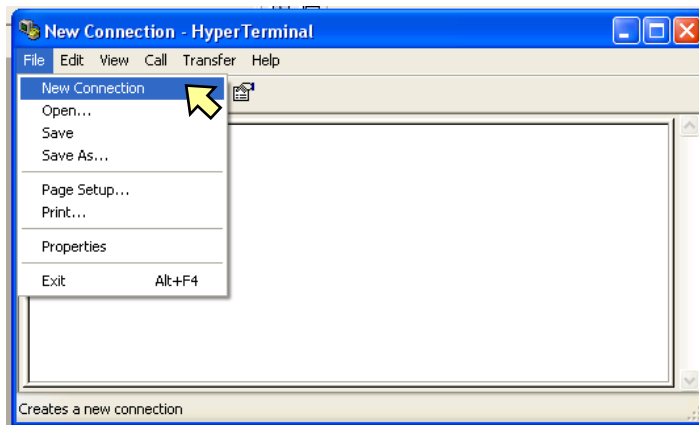 New Connection - HyperTerminal
File Edit View Call Transfer Help
New Connection
Open...
Save
Save As...
Page Setup...
Print...
Properties
Exit Alt+F4
Creates a new connection